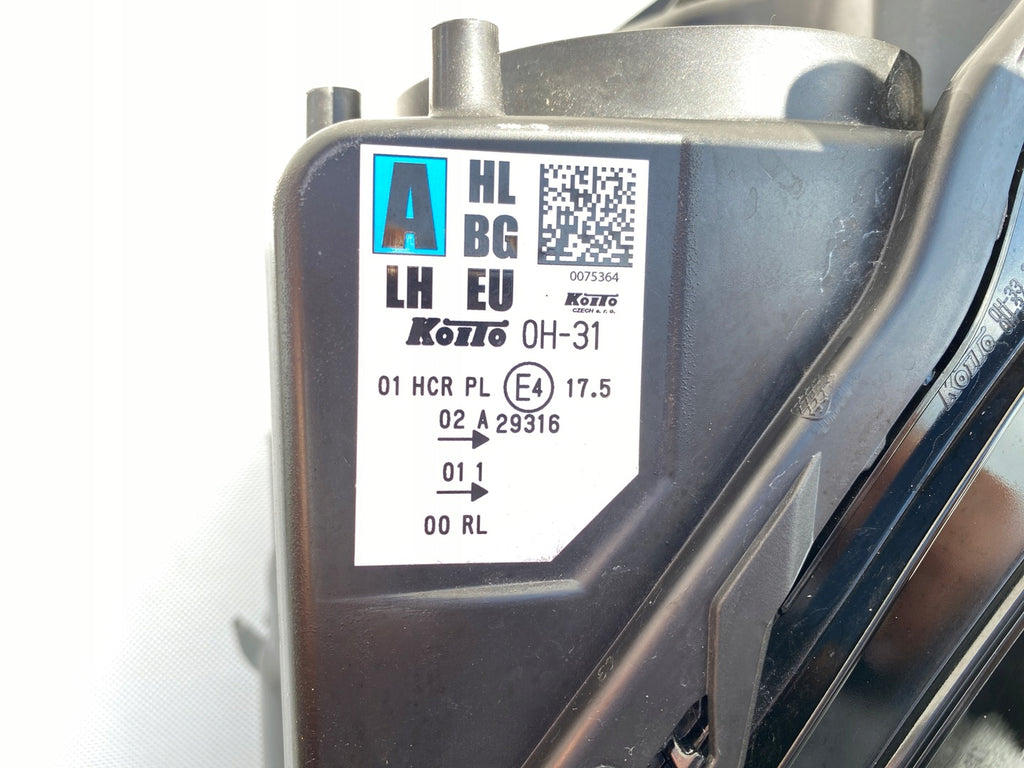 A HL
BG
LH EU
0075364
KOITO
CZECH s. r. o.
KOITO 0H-31
01 HCR PL E4 17.5
02 A 29316
01 1
00 RL
KOITO